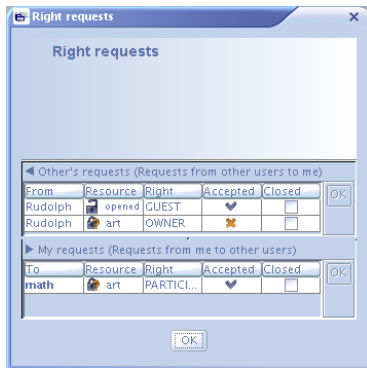 Right requests
Right requests
Other's requests (Requests from other users to me)
From Resource Right Accepted Closed
OK
Rudolph opened GUEST
Rudolph art OWNER
My requests (Requests from me to other users)
To Resource Right Accepted Closed
OK
math art PARTICI...
OK